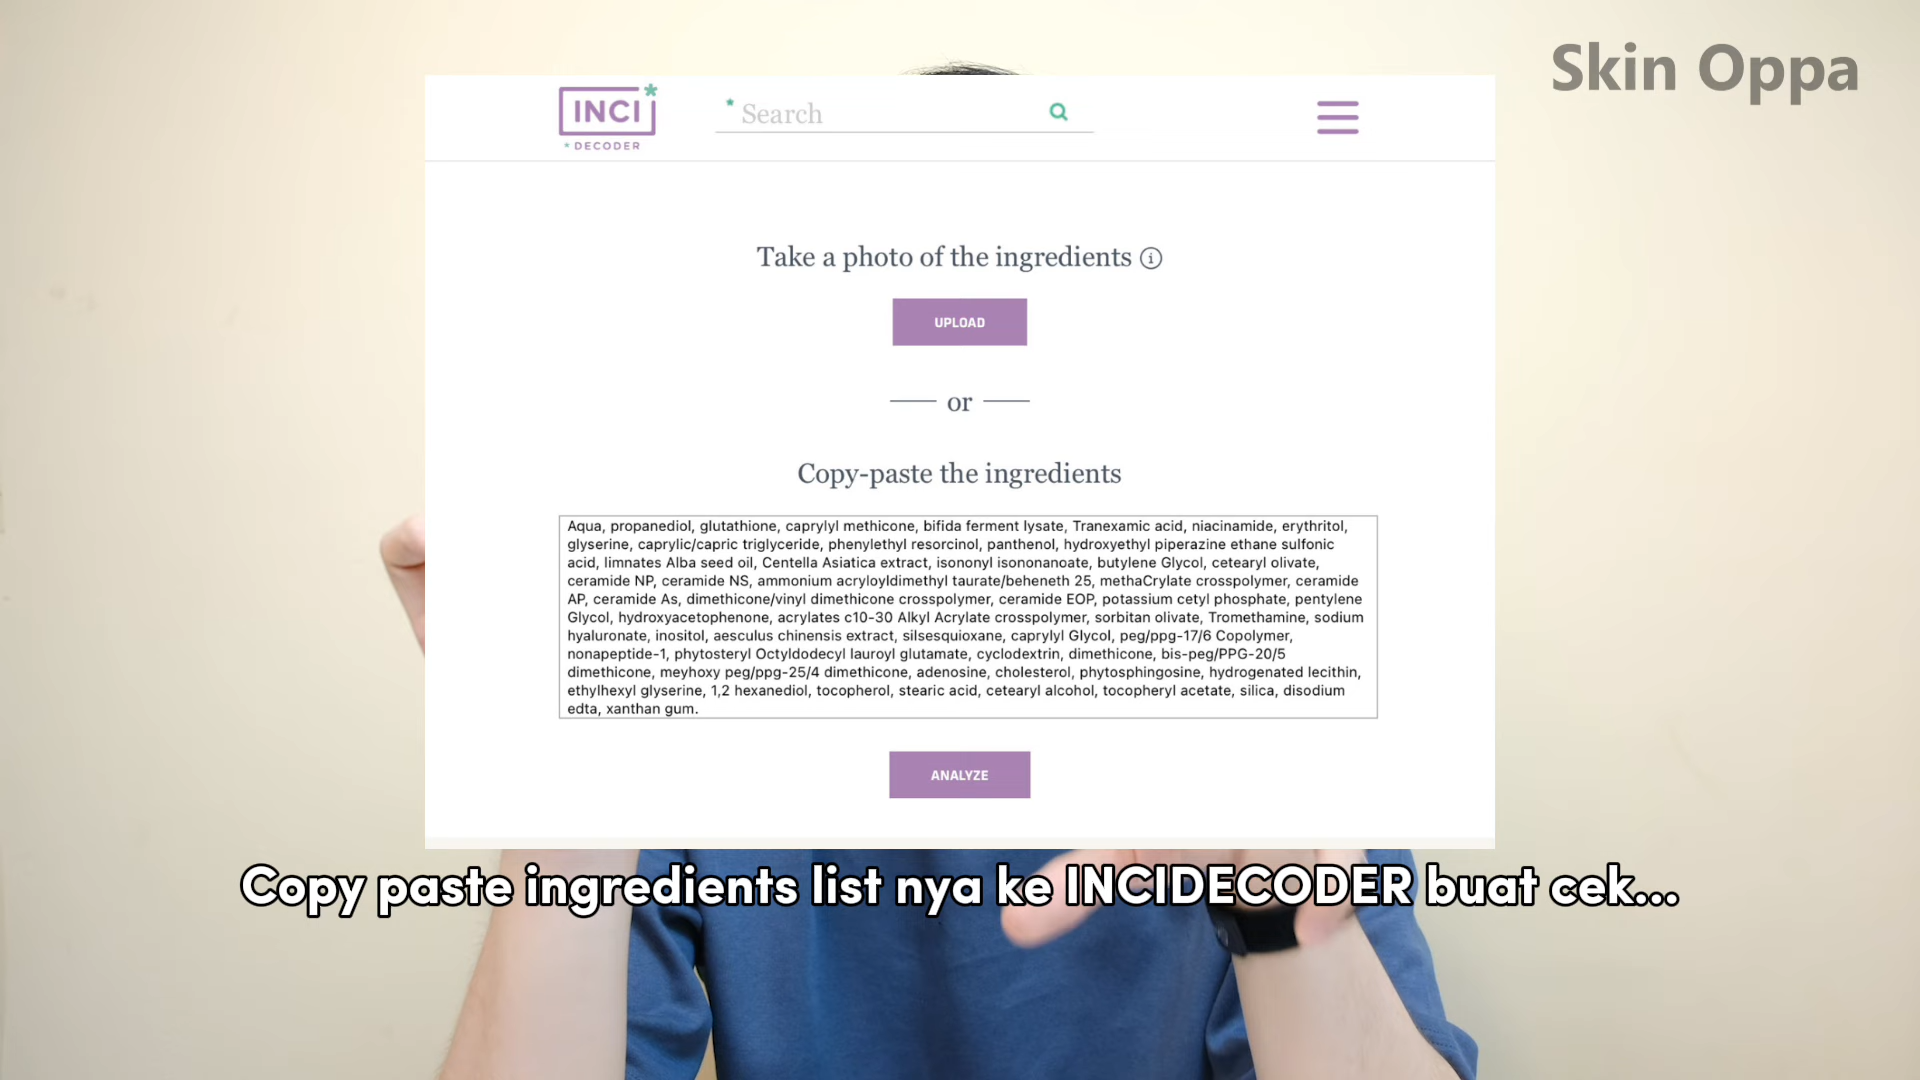 Skin Oppa
INCI*
* DECODER
* Search
Take a photo of the ingredients
UPLOAD
or
Copy-paste the ingredients
Aqua, propanediol, glutathione, caprylyl methicone, bifida ferment lysate, Tranexamic acid, niacinamide, erythritol,
glyserine, caprylic/capric triglyceride, phenylethyl resorcinol, panthenol, hydroxyethyl piperazine ethane sulfonic
acid, limnates Alba seed oil, Centella Asiatica extract, isononyl isononanoate, butylene Glycol, cetearyl olivate,
ceramide NP, ceramide NS, ammonium acryloyldimethyl taurate/beheneth 25, methaCrylate crosspolymer, ceramide
AP, ceramide As, dimethicone/vinyl dimethicone crosspolymer, ceramide EOP, potassium cetyl phosphate, pentylene
Glycol, hydroxyacetophenone, acrylates c10-30 Alkyl Acrylate crosspolymer, sorbitan olivate, Tromethamine, sodium
hyaluronate, inositol, aesculus chinensis extract, silsesquioxane, caprylyl Glycol, peg/ppg-17/6 Copolymer,
nonapeptide-1, phytosteryl Octyldodecyl lauroyl glutamate, cyclodextrin, dimethicone, bis-peg/PPG-20/5
dimethicone, meyhoxy peg/ppg-25/4 dimethicone, adenosine, cholesterol, phytosphingosine, hydrogenated lecithin,
ethylhexyl glyserine, 1,2 hexanediol, tocopherol, stearic acid, cetearyl alcohol, tocopheryl acetate, silica, disodium
edta, xanthan gum.
ANALYZE
Copy paste ingredients list nya ke INCIDECODER buat cek...